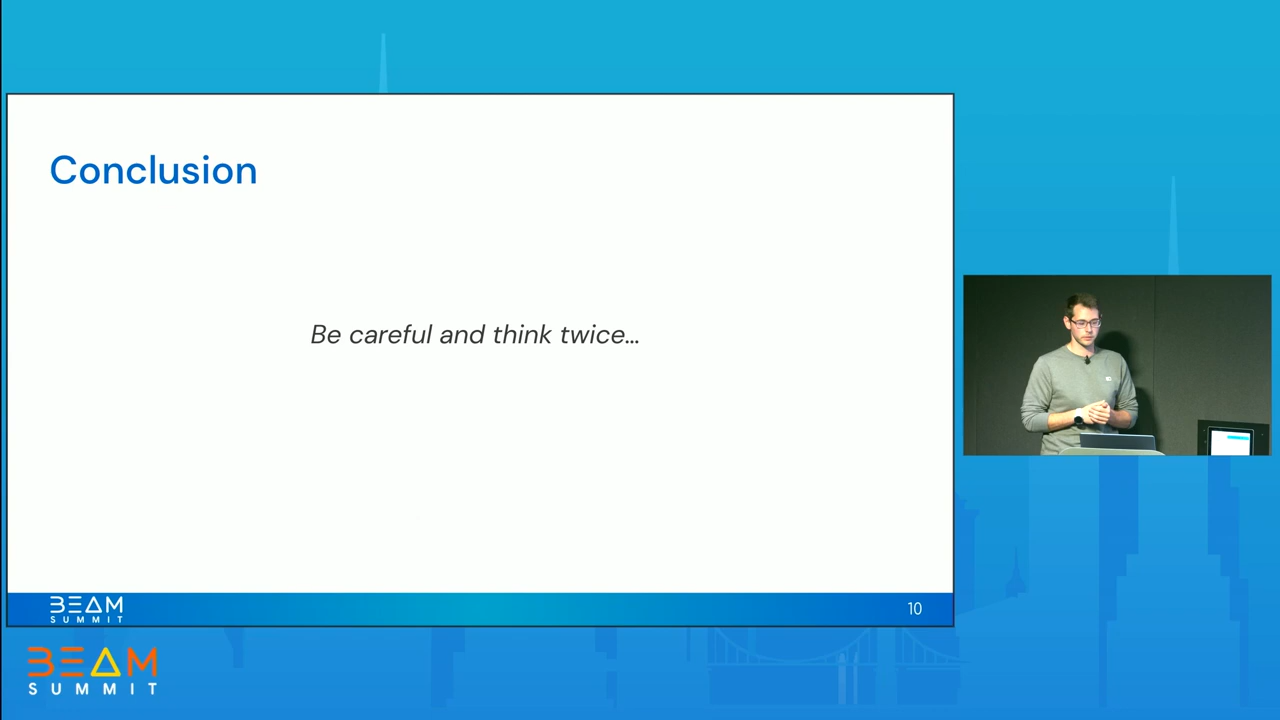 Conclusion
Be careful and think twice...
BEAM
SUMMIT
10
BEAM
SUMMIT